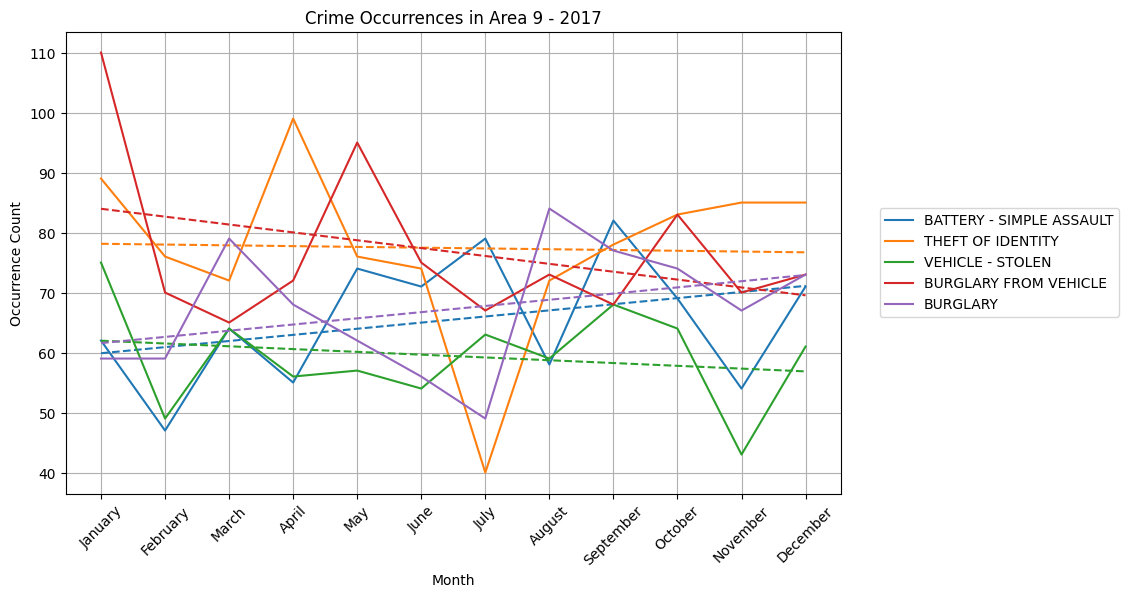 Crime Occurrences in Area 9 - 2017
Occurrence Count
110
100
90
80
70
60
50
40
January
February
March
April
May
June
July
August
September
October
November
December
Month
BATTERY - SIMPLE ASSAULT
THEFT OF IDENTITY
VEHICLE - STOLEN
BURGLARY FROM VEHICLE
BURGLARY